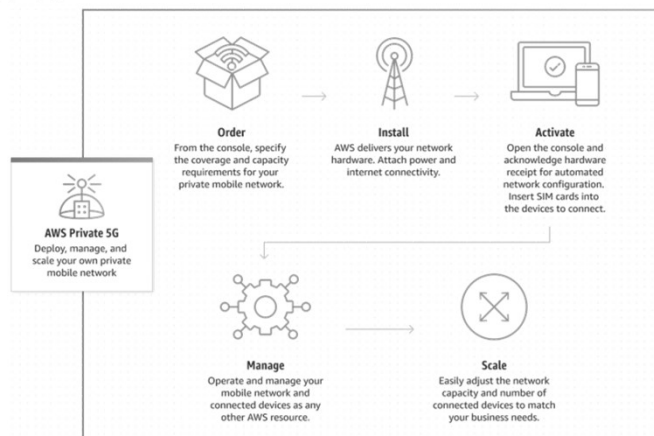 Order
From the console, specify
the coverage and capacity
requirements for your
private mobile network.
Install
AWS delivers your network
hardware. Attach power and
internet connectivity.
Activate
Open the console and
acknowledge hardware
receipt for automated
network configuration.
Insert SIM cards into
the devices to connect.
AWS Private 5G
Deploy, manage, and
scale your own private
mobile network
Manage
Operate and manage your
mobile network and
connected devices as any
other AWS resource.
Scale
Easily adjust the network
capacity and number of
connected devices to match
your business needs.